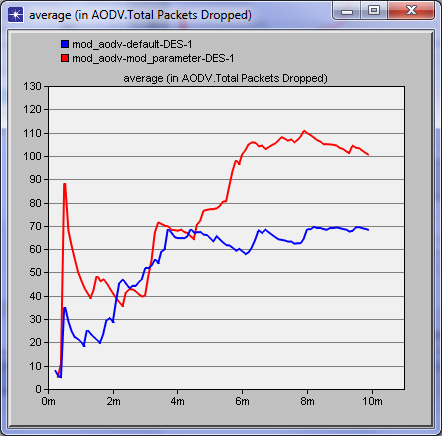 average (in AODV.Total Packets Dropped)
mod_aodv-default-DES-1
mod_aodv-mod_parameter-DES-1
average (in AODV.Total Packets Dropped)
130
120
110
100
90
80
70
60
50
40
30
20
10
0
0m 2m 4m 6m 8m 10m